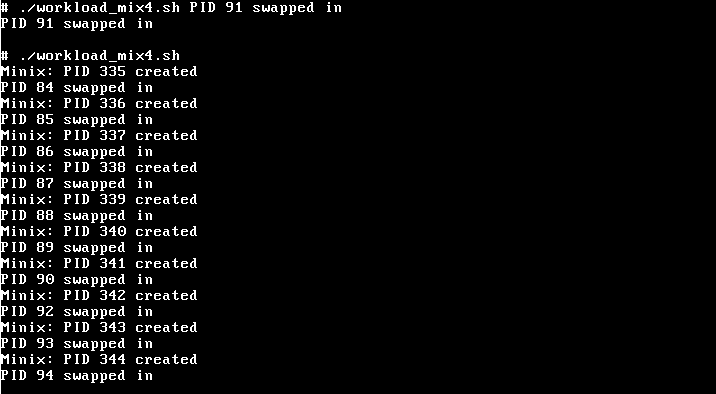 # ./workload_mix4.sh PID 91 swapped in
PID 91 swapped in
# ./workload_mix4.sh
Minix: PID 335 created
PID 84 swapped in
Minix: PID 336 created
PID 85 swapped in
Minix: PID 337 created
PID 86 swapped in
Minix: PID 338 created
PID 87 swapped in
Minix: PID 339 created
PID 88 swapped in
Minix: PID 340 created
PID 89 swapped in
Minix: PID 341 created
PID 90 swapped in
Minix: PID 342 created
PID 92 swapped in
Minix: PID 343 created
PID 93 swapped in
Minix: PID 344 created
PID 94 swapped in